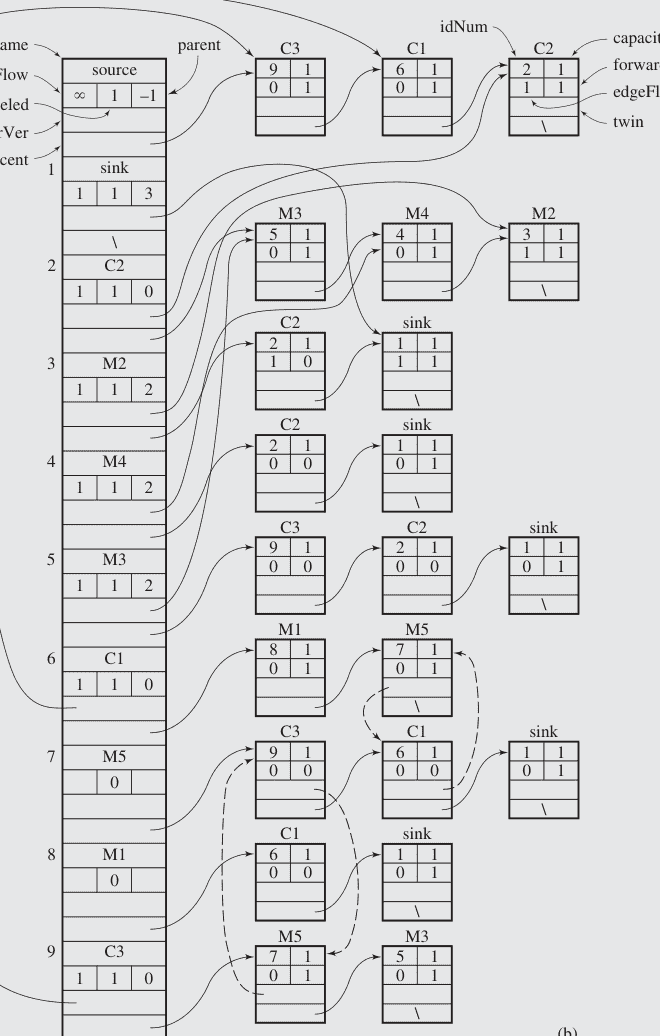 idNum
C3 C1 C2 capacit
ame parent
source 9 1 6 1 2 1 forwar
Flow 0 1 0 1 1 1
∞ 1 –1 edgeFl
eled
rVer \ twin
cent
1 sink
1 1 3
\
M3 M4 M2
5 1 4 1 3 1
0 1 0 1 1 1
\
2 C2
1 1 0
C2 sink
2 1 1 1
1 0 1 1
\
3 M2
1 1 2
C2 sink
2 1 1 1
0 0 0 1
\
4 M4
1 1 2
C3 C2 sink
9 1 2 1 1 1
0 0 0 0 0 1
\
5 M3
1 1 2
M1 M5
8 1 7 1
0 1 0 1
\
6 C1
1 1 0
C3 C1 sink
9 1 6 1 1 1
0 0 0 0 0 1
\
7 M5
0
C1 sink
6 1 1 1
0 0 0 1
\
8 M1
0
M5 M3
7 1 5 1
0 1 0 1
\
9 C3
1 1 0